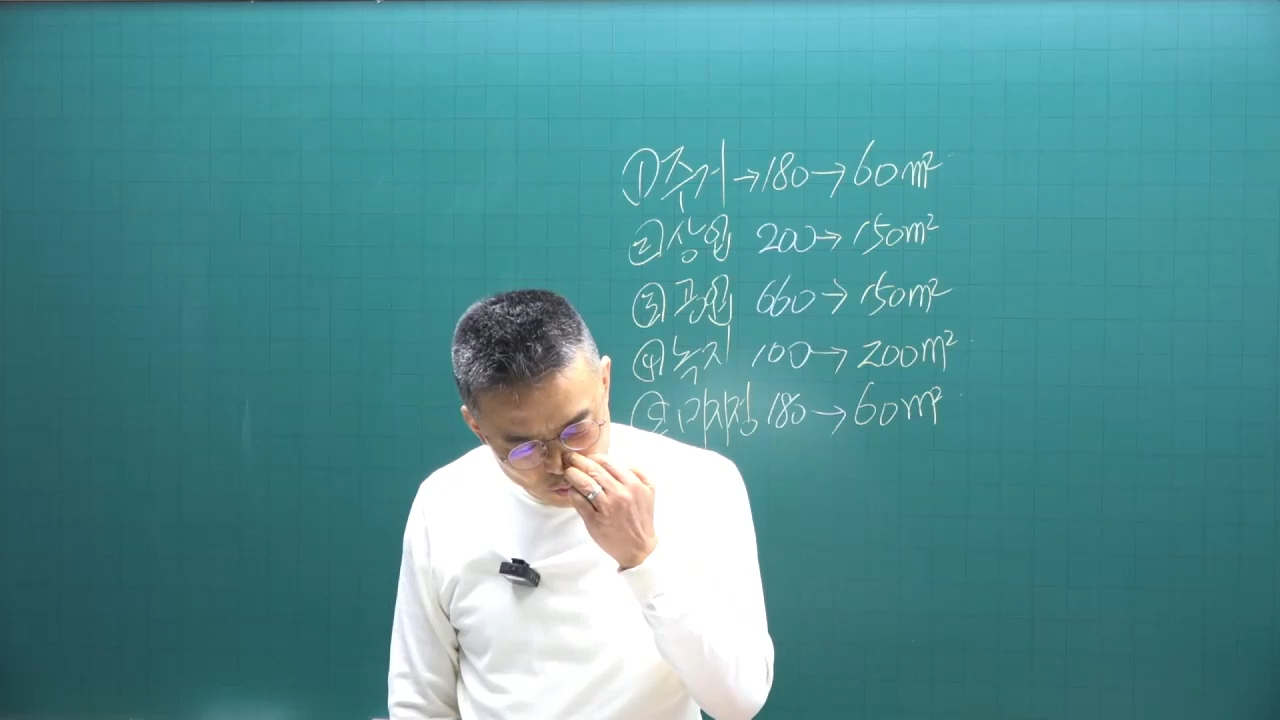 ①주거→180→60m²
②상업 200→150m²
③공업 660→150m²
④녹지 100→200m²
⑤미지정 180→60m²